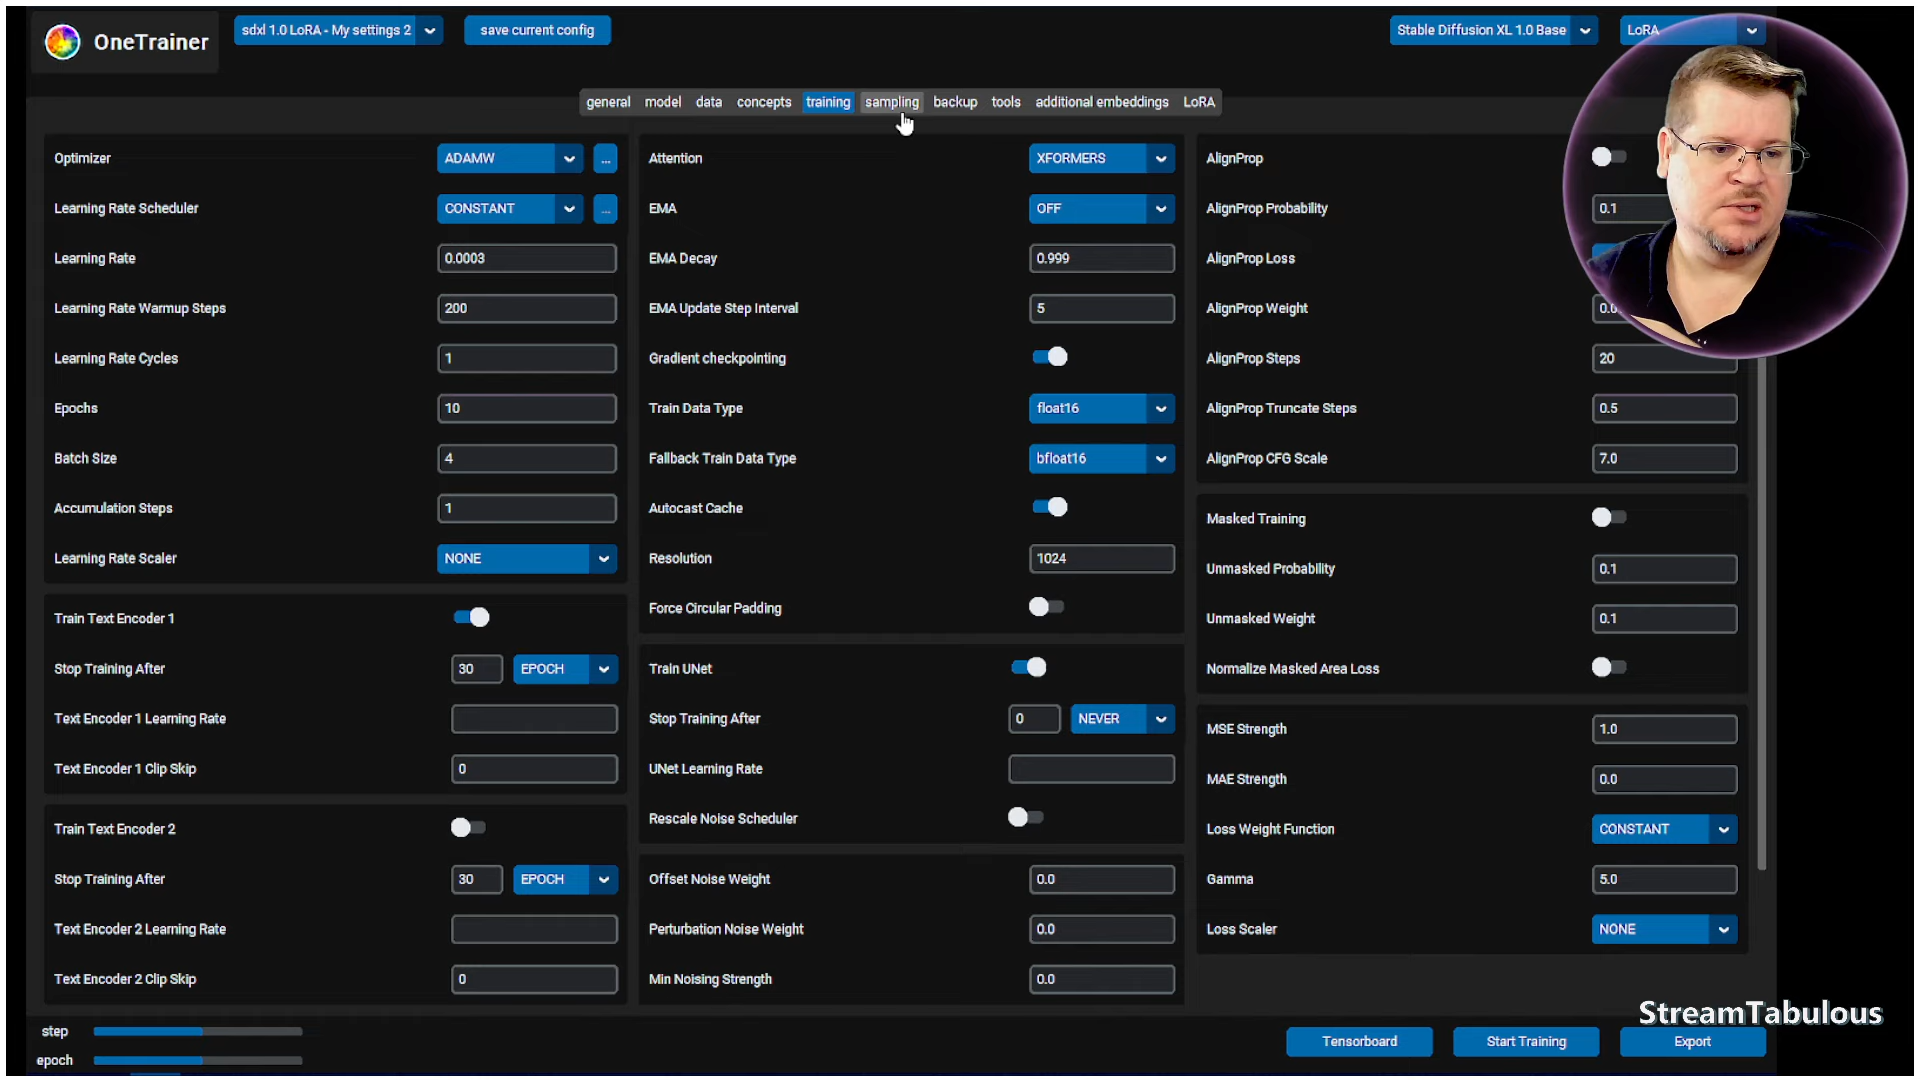 OneTrainer
sdxl 1.0 LoRA - My settings 2
save current config
Stable Diffusion XL 1.0 Base
LoRA
general
model
data
concepts
training
sampling
backup
tools
additional embeddings
LoRA
Optimizer
ADAMW
...
Learning Rate Scheduler
CONSTANT
...
Learning Rate
0.0003
Learning Rate Warmup Steps
200
Learning Rate Cycles
1
Epochs
10
Batch Size
4
Accumulation Steps
1
Learning Rate Scaler
NONE
Train Text Encoder 1
Stop Training After
30
EPOCH
Text Encoder 1 Learning Rate
Text Encoder 1 Clip Skip
0
Train Text Encoder 2
Stop Training After
30
EPOCH
Text Encoder 2 Learning Rate
Text Encoder 2 Clip Skip
0
Attention
XFORMERS
EMA
OFF
EMA Decay
0.999
EMA Update Step Interval
5
Gradient checkpointing
Train Data Type
float16
Fallback Train Data Type
bfloat16
Autocast Cache
Resolution
1024
Force Circular Padding
Train UNet
Stop Training After
0
NEVER
UNet Learning Rate
Rescale Noise Scheduler
Offset Noise Weight
0.0
Perturbation Noise Weight
0.0
Min Noising Strength
0.0
AlignProp
AlignProp Probability
0.1
AlignProp Loss
AlignProp Weight
AlignProp Steps
20
AlignProp Truncate Steps
0.5
AlignProp CFG Scale
7.0
Masked Training
Unmasked Probability
0.1
Unmasked Weight
0.1
Normalize Masked Area Loss
MSE Strength
1.0
MAE Strength
0.0
Loss Weight Function
CONSTANT
Gamma
5.0
Loss Scaler
NONE
StreamTabulous
step
epoch
Tensorboard
Start Training
Export